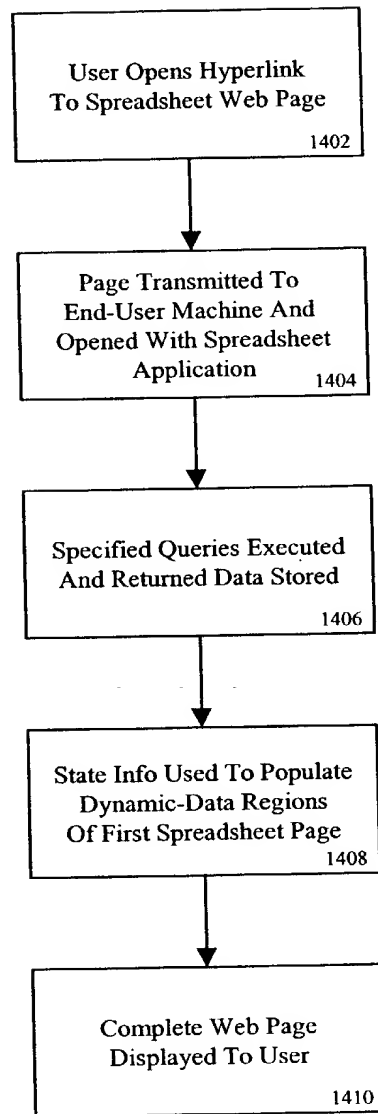 User Opens Hyperlink
To Spreadsheet Web Page
1402
Page Transmitted To
End-User Machine And
Opened With Spreadsheet
Application
1404
Specified Queries Executed
And Returned Data Stored
1406
State Info Used To Populate
Dynamic-Data Regions
Of First Spreadsheet Page
1408
Complete Web Page
Displayed To User
1410